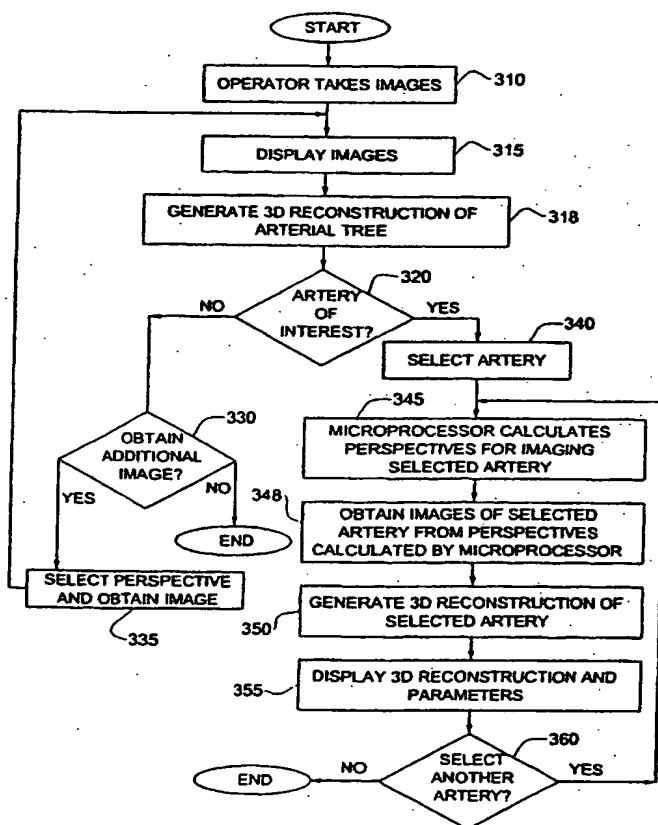 START
OPERATOR TAKES IMAGES
310
DISPLAY IMAGES
315
GENERATE 3D RECONSTRUCTION OF
ARTERIAL TREE
318
320
ARTERY
OF
INTEREST?
NO
YES
340
SELECT ARTERY
330
OBTAIN
ADDITIONAL
IMAGE?
YES
NO
END
SELECT PERSPECTIVE
AND OBTAIN IMAGE
335
345
MICROPROCESSOR CALCULATES
PERSPECTIVES FOR IMAGING
SELECTED ARTERY
348
OBTAIN IMAGES OF SELECTED
ARTERY FROM PERSPECTIVES
CALCULATED BY MICROPROCESSOR
GENERATE 3D RECONSTRUCTION OF
SELECTED ARTERY
350
DISPLAY 3D RECONSTRUCTION AND
PARAMETERS
355
360
SELECT
ANOTHER
ARTERY?
NO
YES
END